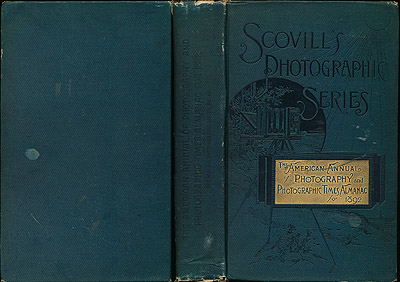 SCOVILL'S
PHOTOGRAPHIC
SERIES
THE AMERICAN ANNUAL OF
PHOTOGRAPHY and
PHOTOGRAPHIC TIMES ALMANAC
for 1892